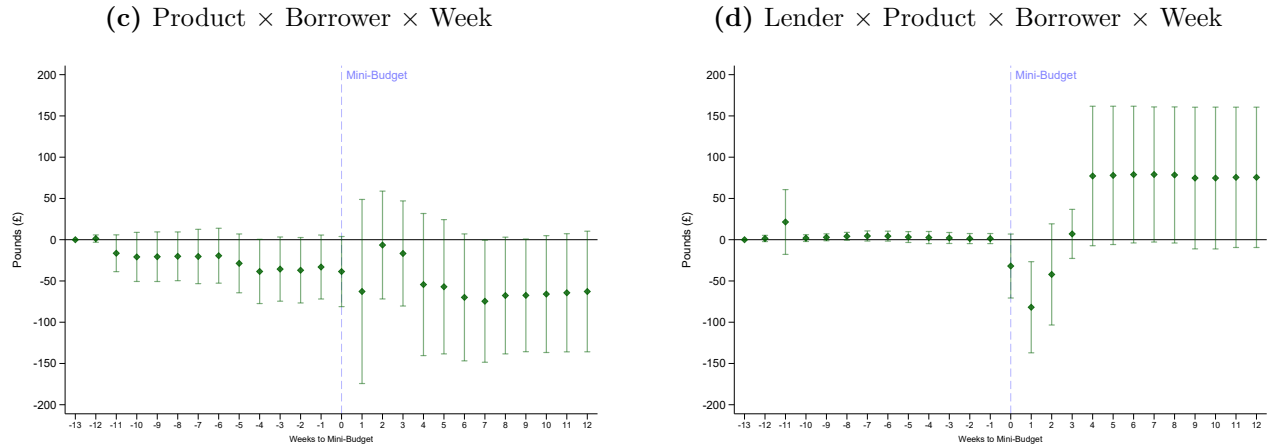 (c) Product × Borrower × Week
Mini-Budget
Pounds (£)
200
150
100
50
0
-50
-100
-150
-200
-13 -12 -11 -10 -9 -8 -7 -6 -5 -4 -3 -2 -1 0 1 2 3 4 5 6 7 8 9 10 11 12
Weeks to Mini-Budget
(d) Lender × Product × Borrower × Week
Mini-Budget
Pounds (£)
200
150
100
50
0
-50
-100
-150
-200
-13 -12 -11 -10 -9 -8 -7 -6 -5 -4 -3 -2 -1 0 1 2 3 4 5 6 7 8 9 10 11 12
Weeks to Mini-Budget